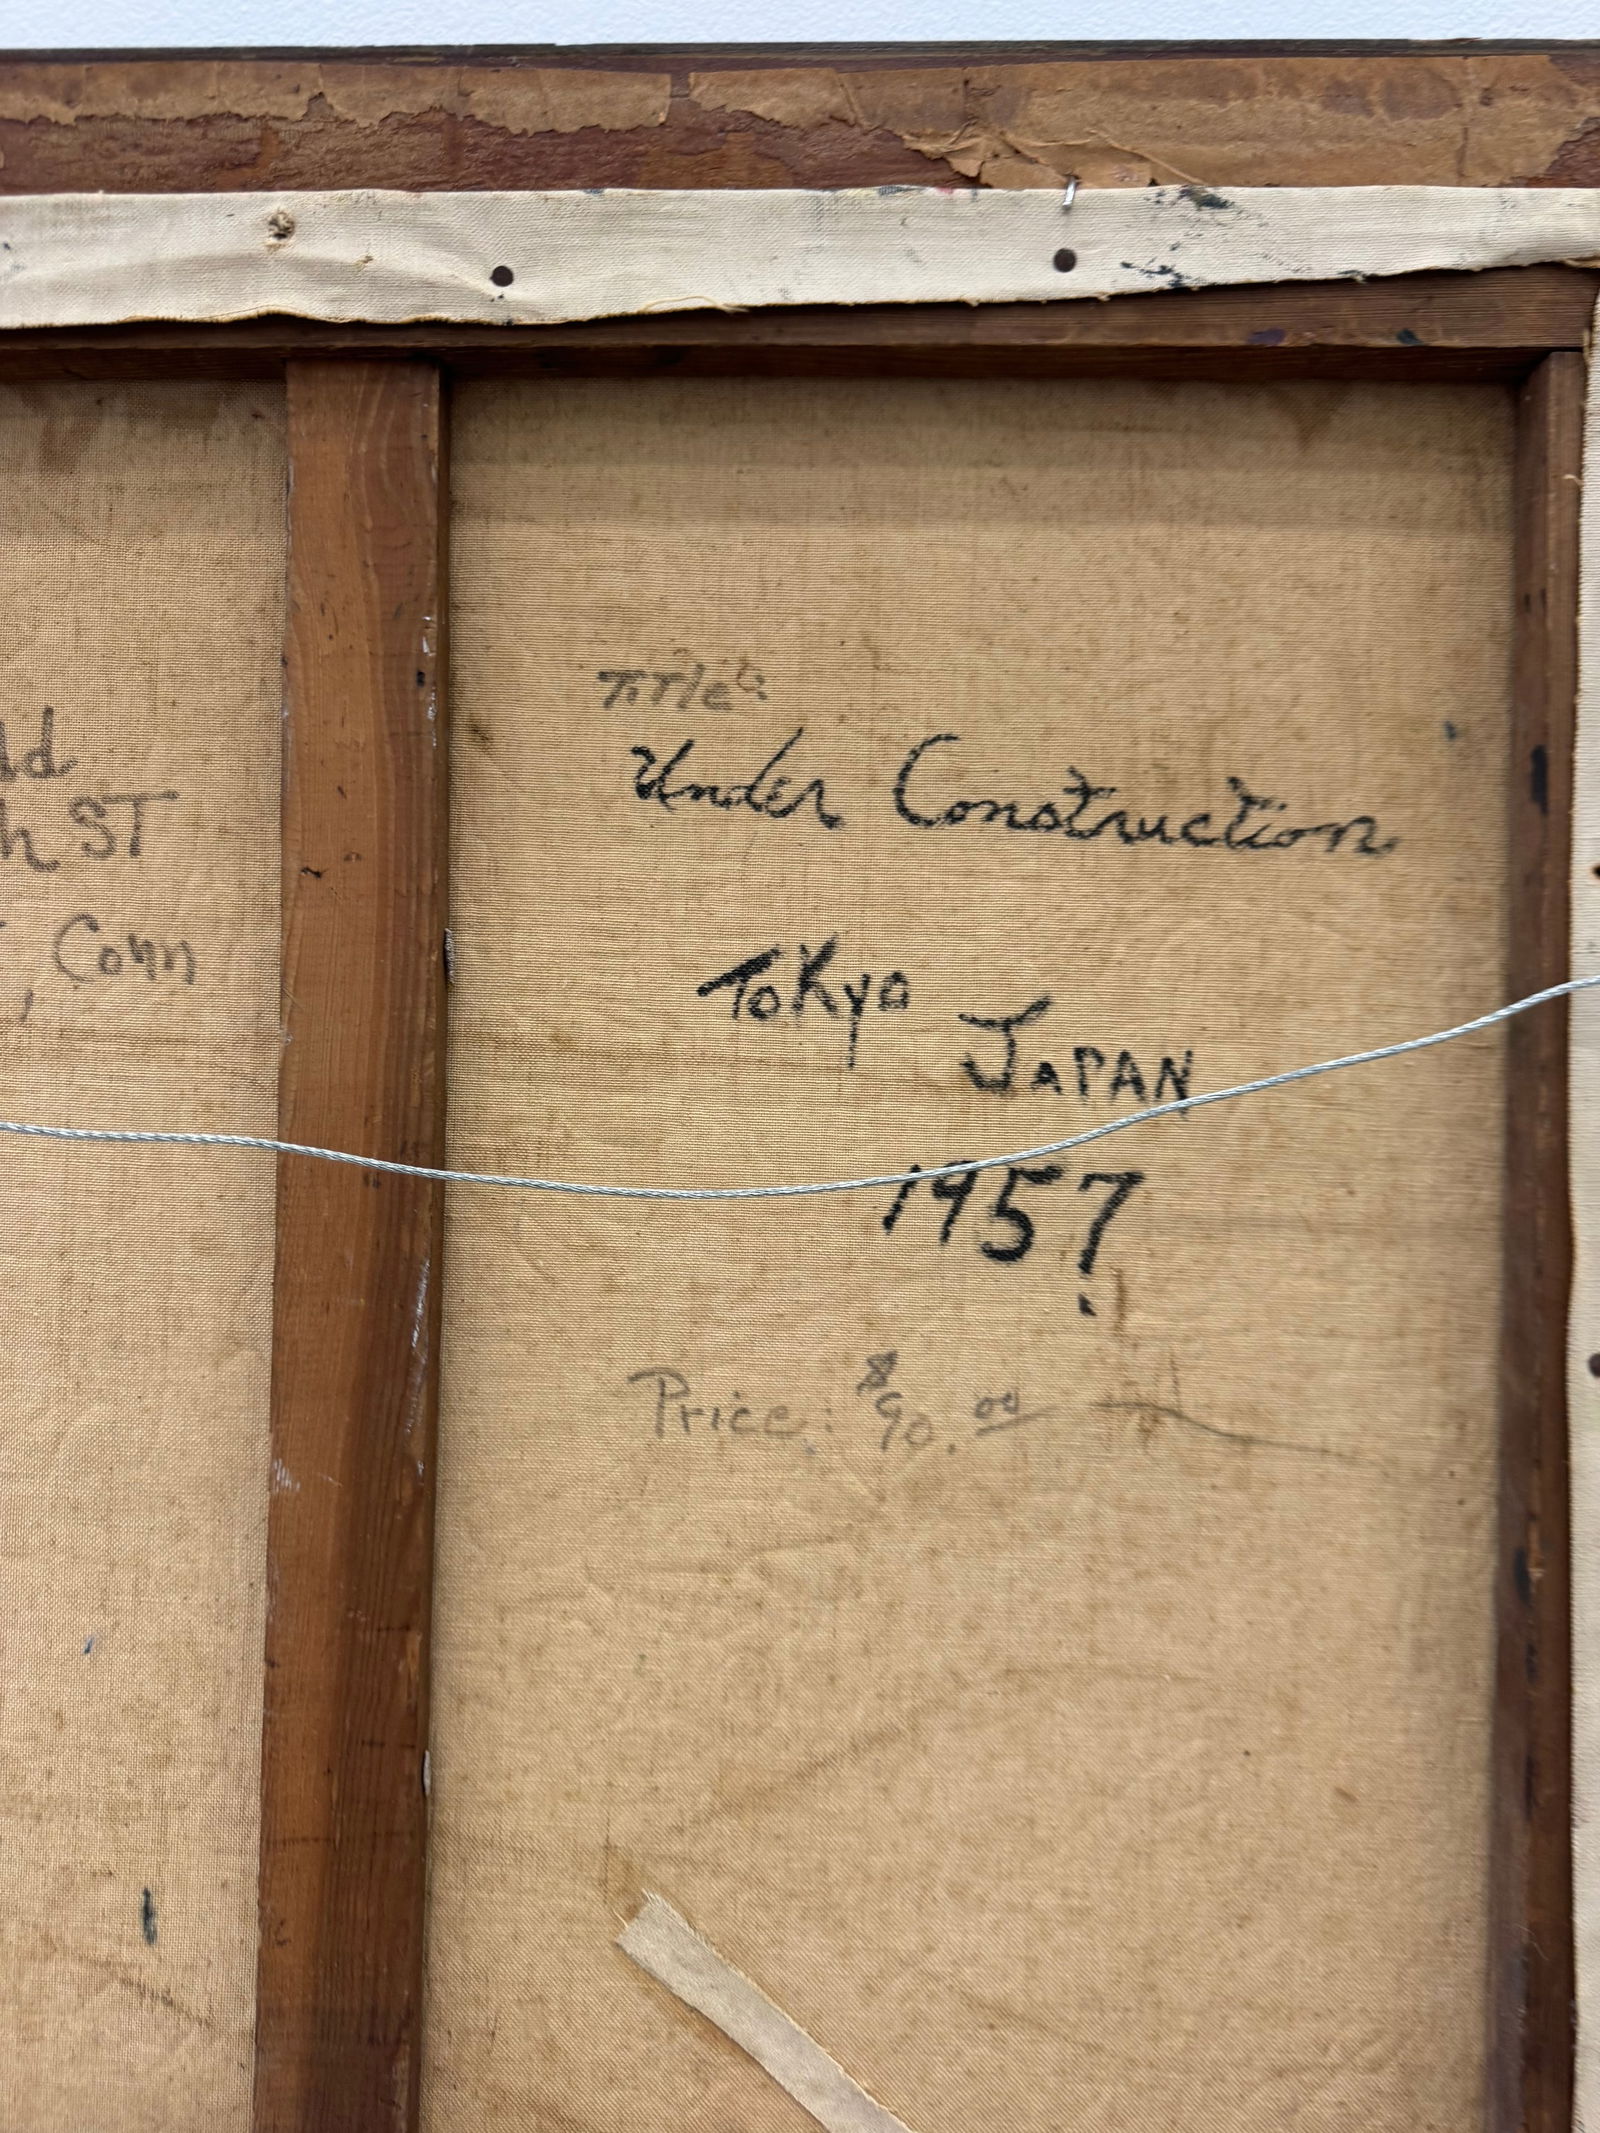 ld
h ST
, Conn
Title:
Under Construction
Tokyo
JAPAN
1957
Price: $90.00